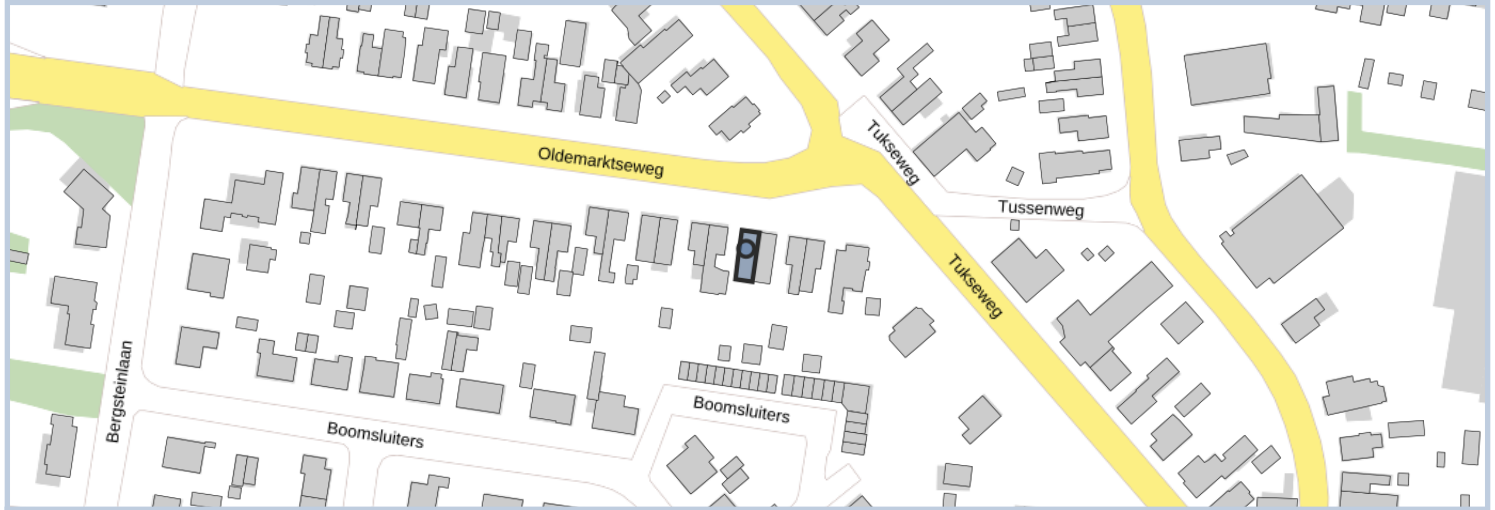 Tukseweg
Oldemarktseweg
Tussenweg
Tukseweg
Bergsteinlaan
Boomsluiters
Boomsluiters